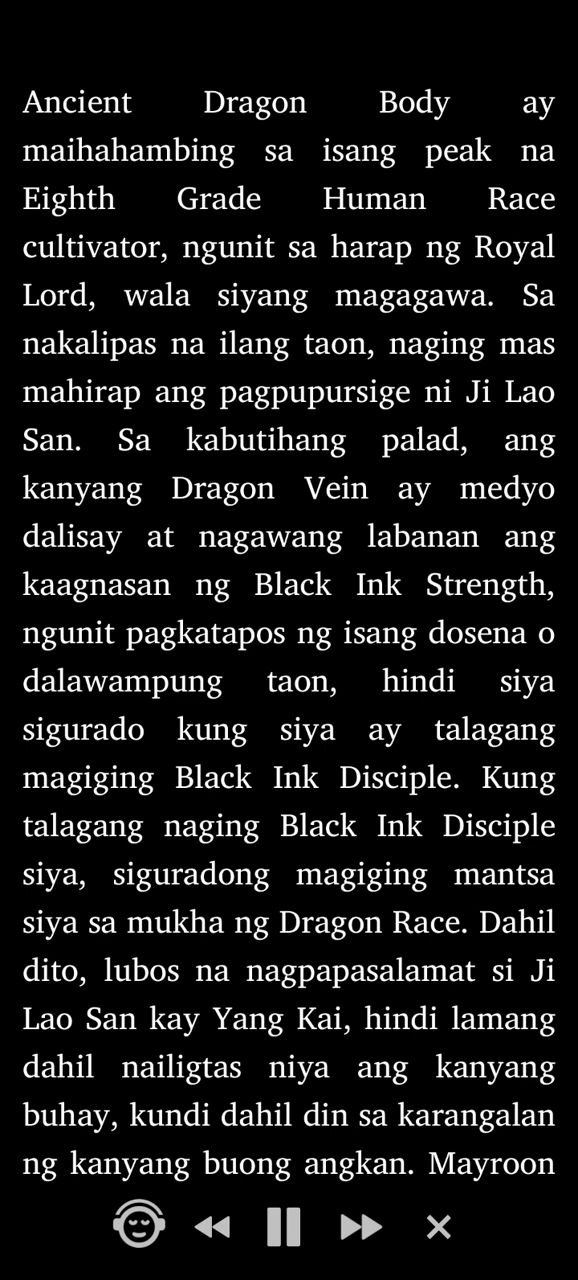 Ancient Dragon Body ay
maihahambing sa isang peak na
Eighth Grade Human Race
cultivator, ngunit sa harap ng Royal
Lord, wala siyang magagawa. Sa
nakalipas na ilang taon, naging mas
mahirap ang pagpupursige ni Ji Lao
San. Sa kabutihang palad, ang
kanyang Dragon Vein ay medyo
dalisay at nagawang labanan ang
kaagnasan ng Black Ink Strength,
ngunit pagkatapos ng isang dosena o
dalawampung taon, hindi siya
sigurado kung siya ay talagang
magiging Black Ink Disciple. Kung
talagang naging Black Ink Disciple
siya, siguradong magiging mantsa
siya sa mukha ng Dragon Race. Dahil
dito, lubos na nagpapasalamat si Ji
Lao San kay Yang Kai, hindi lamang
dahil nailigtas niya ang kanyang
buhay, kundi dahil din sa karangalan
ng kanyang buong angkan. Mayroon